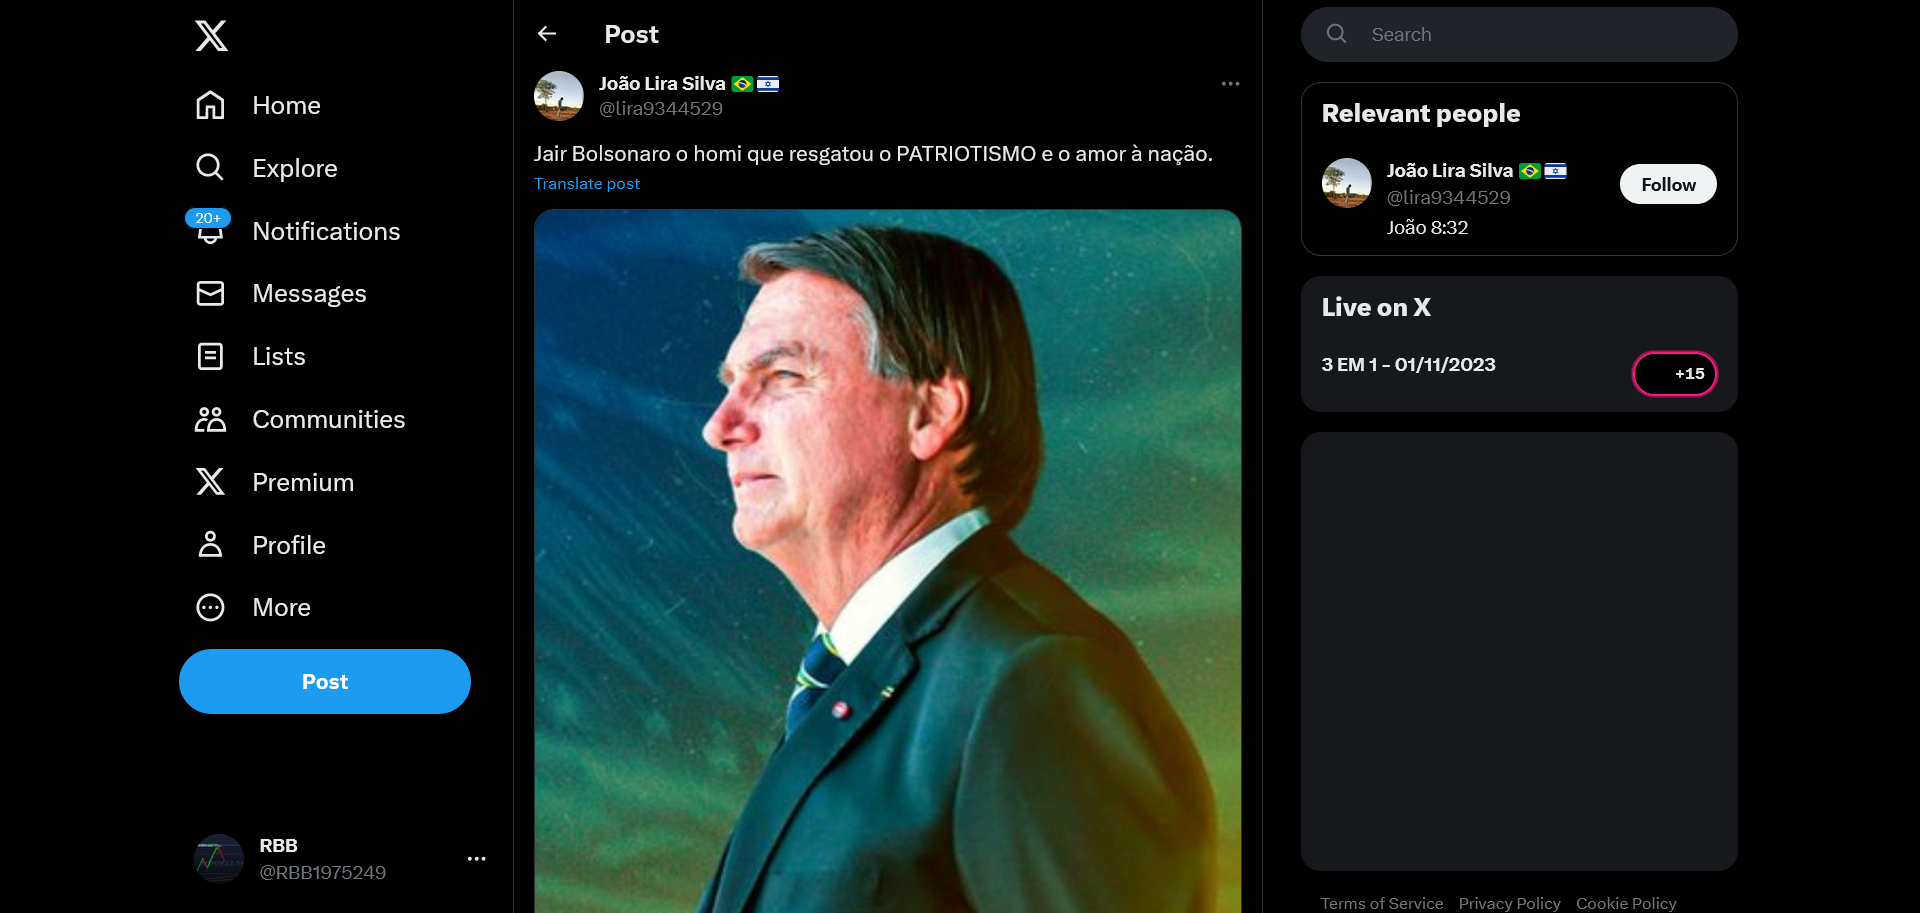 Home
Explore
20+
Notifications
Messages
Lists
Communities
Premium
Profile
More
Post
RBB
@RBB1975249
Post
João Lira Silva
@lira9344529
Jair Bolsonaro o homi que resgatou o PATRIOTISMO e o amor à nação.
Translate post
Search
Relevant people
João Lira Silva
@lira9344529
Follow
João 8:32
Live on X
3 EM 1 – 01/11/2023
+15
Terms of Service Privacy Policy Cookie Policy